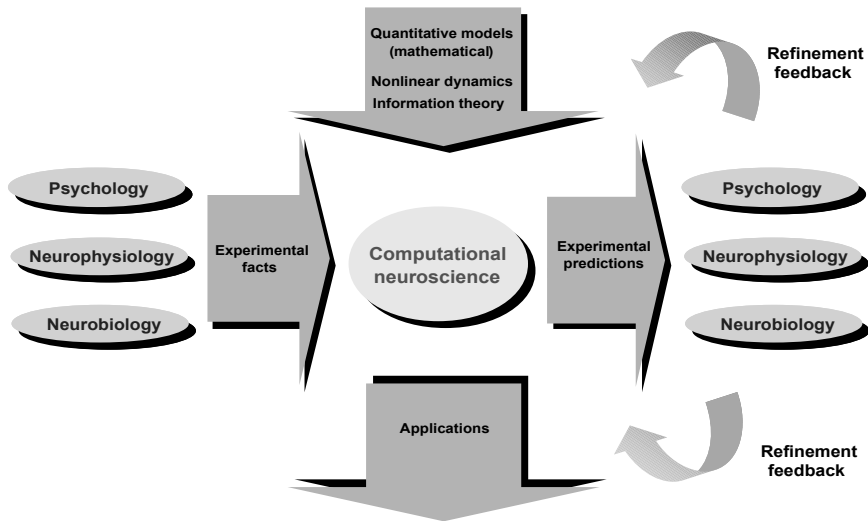 Quantitative models
(mathematical)
Nonlinear dynamics
Information theory
Refinement
feedback
Psychology
Neurophysiology
Neurobiology
Experimental
facts
Computational
neuroscience
Experimental
predictions
Psychology
Neurophysiology
Neurobiology
Applications
Refinement
feedback